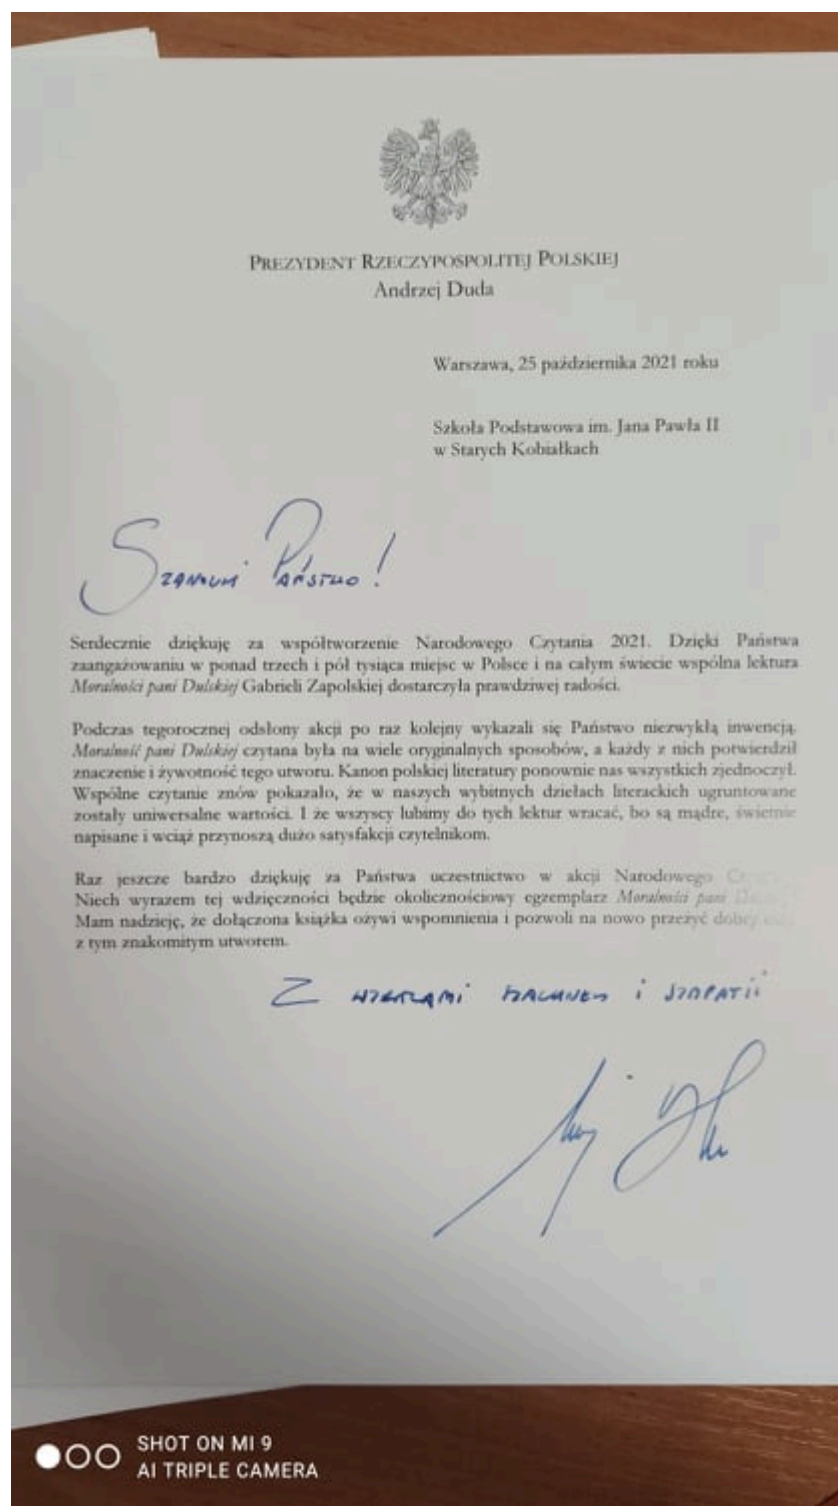 PREZYDENT RZECZYPOSPOLITEJ POLSKIEJ
Andrzej Duda
Warszawa, 25 października 2021 roku
Szkoła Podstawowa im. Jana Pawła II
w Starych Kobiałkach
Szanowni Państwo!
Serdecznie dziękuję za współtworzenie Narodowego Czytania 2021. Dzięki Państwa
zaangażowaniu w ponad trzech i pół tysiąca miejsc w Polsce i na całym świecie wspólna lektura
Moralności pani Dulskiej Gabrieli Zapolskiej dostarczyła prawdziwej radości.
Podczas tegorocznej odsłony akcji po raz kolejny wykazali się Państwo niezwykłą inwencją.
Moralność pani Dulskiej czytana była na wiele oryginalnych sposobów, a każdy z nich potwierdził
znaczenie i żywotność tego utworu. Kanon polskiej literatury ponownie nas wszystkich zjednoczył.
Wspólne czytanie znów pokazało, że w naszych wybitnych dziełach literackich ugruntowane
zostały uniwersalne wartości. I że wszyscy lubimy do tych lektur wracać, bo są mądre, świetnie
napisane i wciąż przynoszą dużo satysfakcji czytelnikom.
Raz jeszcze bardzo dziękuję za Państwa uczestnictwo w akcji Narodowego
Niech wyrazem tej wdzięczności będzie okolicznościowy egzemplarz Moralności pani
Mam nadzieję, że dołączona książka ożywi wspomnienia i pozwoli na nowo przeżyć dobry
z tym znakomitym utworem.
Z wyrazami szacunku i sympatii
SHOT ON MI 9
AI TRIPLE CAMERA